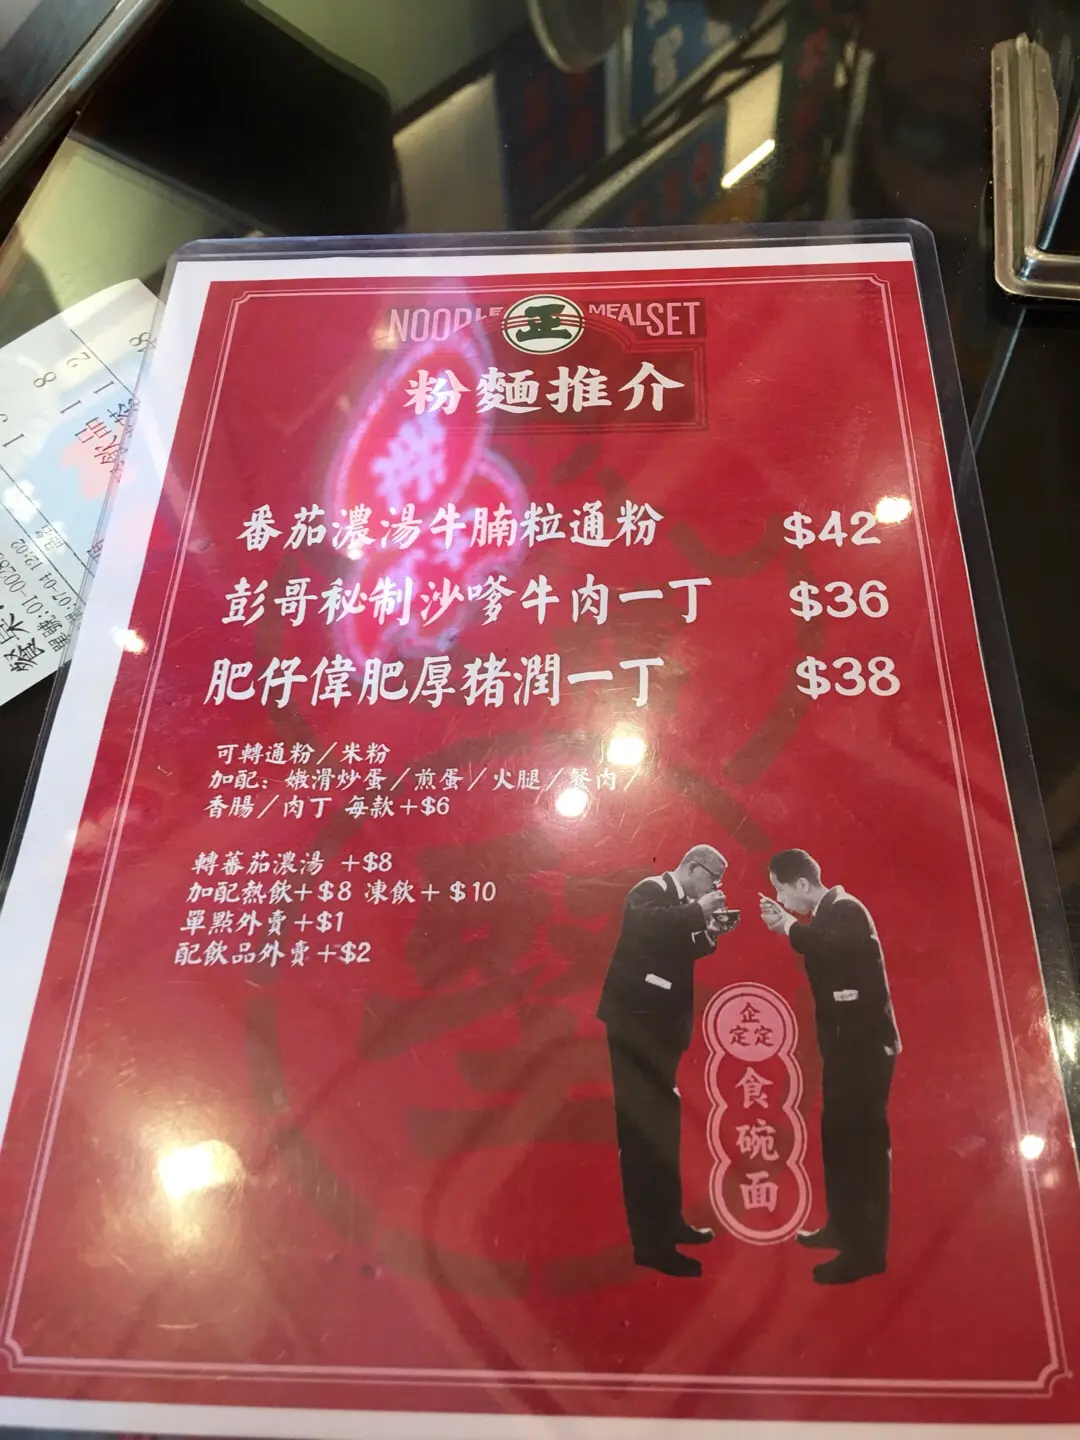 NOODLE 正 MEALSET
粉麵推介
番茄濃湯牛腩粒通粉 $42
彭哥秘制沙嗲牛肉一丁 $36
肥仔偉肥厚猪潤一丁 $38
可轉通粉/米粉
加配：嫩滑炒蛋/煎蛋/火腿/餐肉/
香腸/肉丁 每款+$6
轉蕃茄濃湯 +$8
加配熱飲+$8 凍飲+$10
單點外賣+$1
配飲品外賣+$2
企
定定
食
碗
面